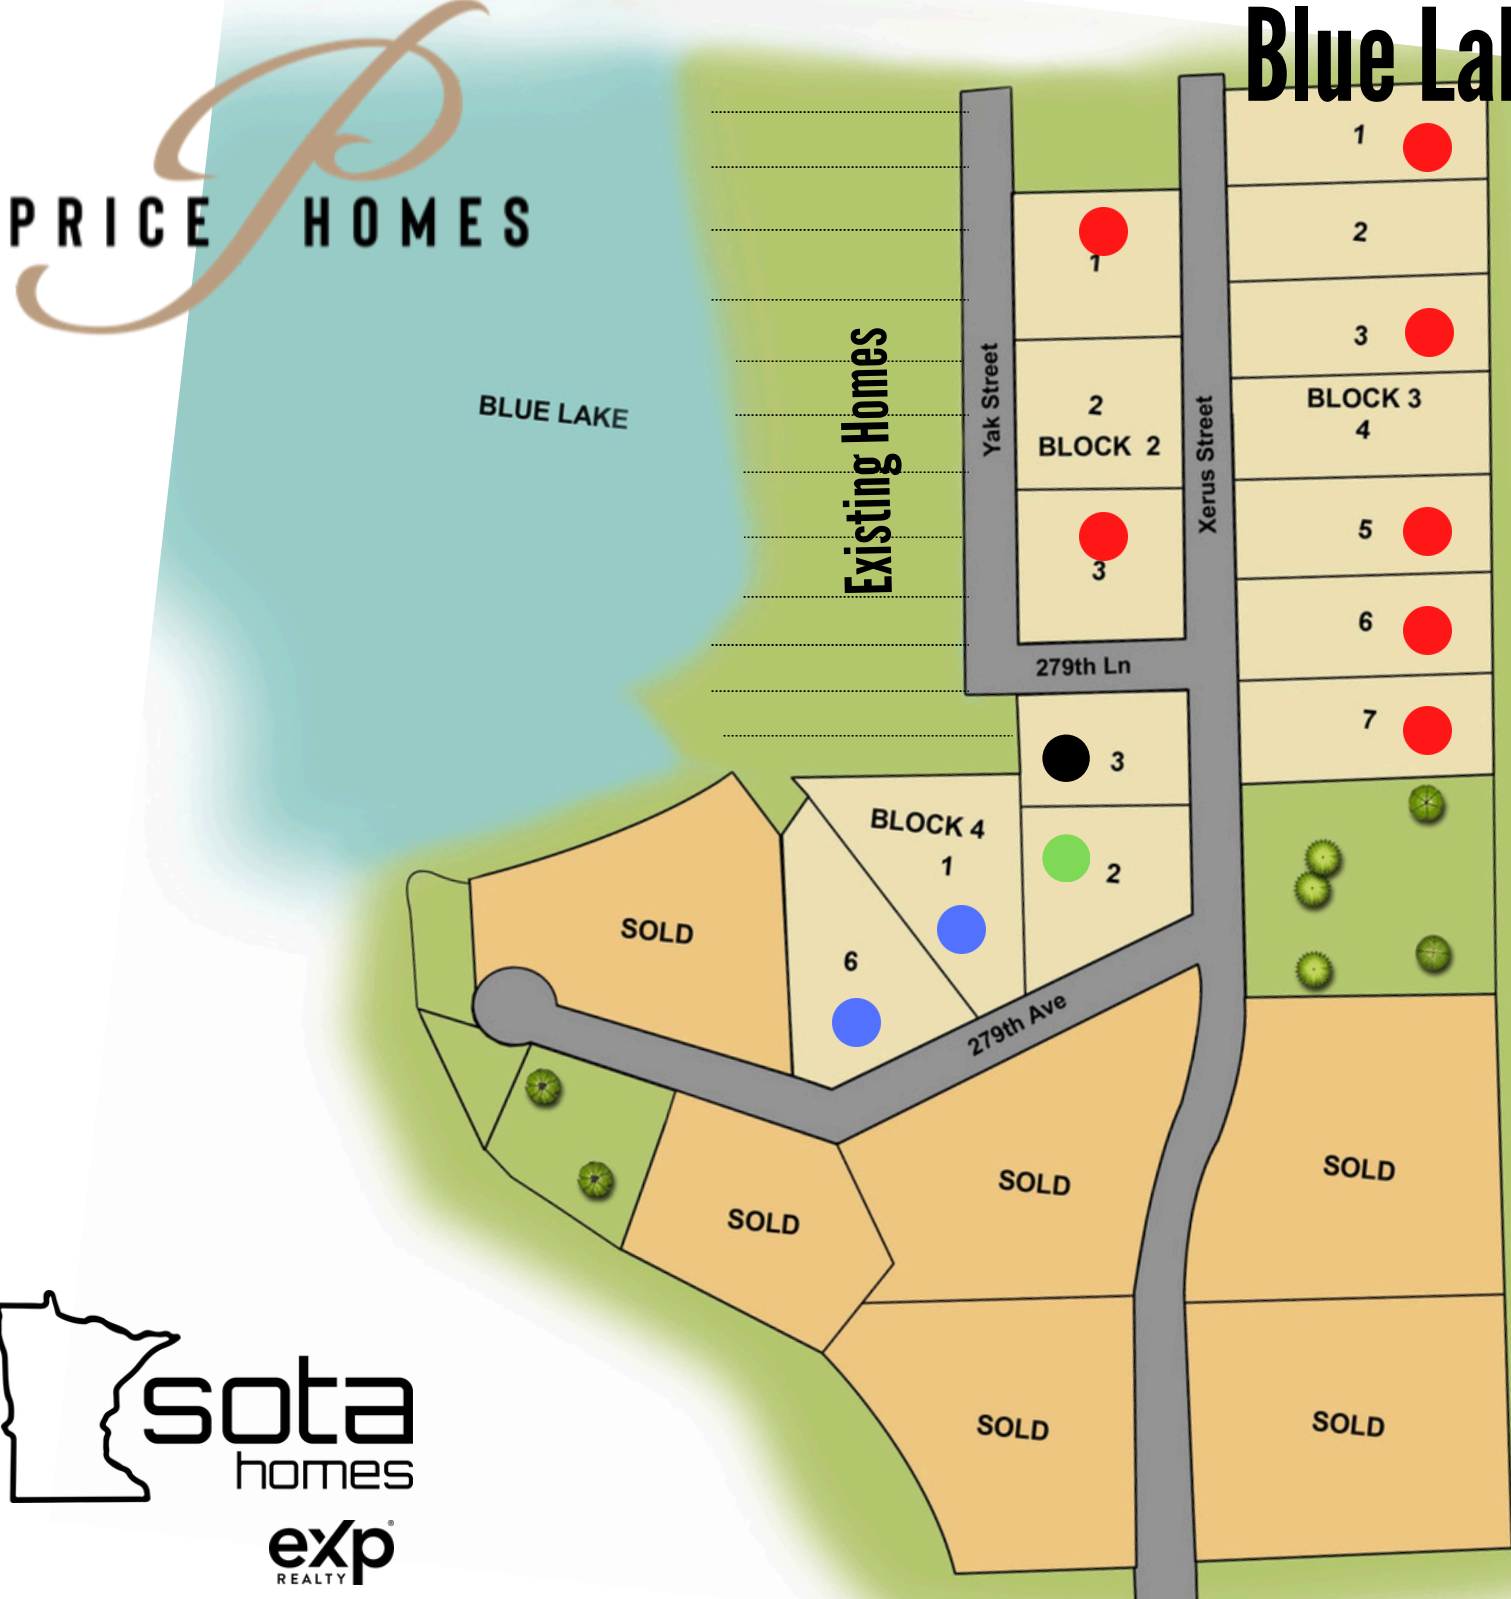 Blue La
PRICE HOMES
BLUE LAKE
Existing Homes
Yak Street
Xerus Street
1
2
BLOCK 2
3
1
2
3
BLOCK 3
4
5
6
7
279th Ln
3
2
BLOCK 4
1
6
279th Ave
SOLD
SOLD
SOLD
SOLD
SOLD
SOLD
sota
homes
eXp
REALTY